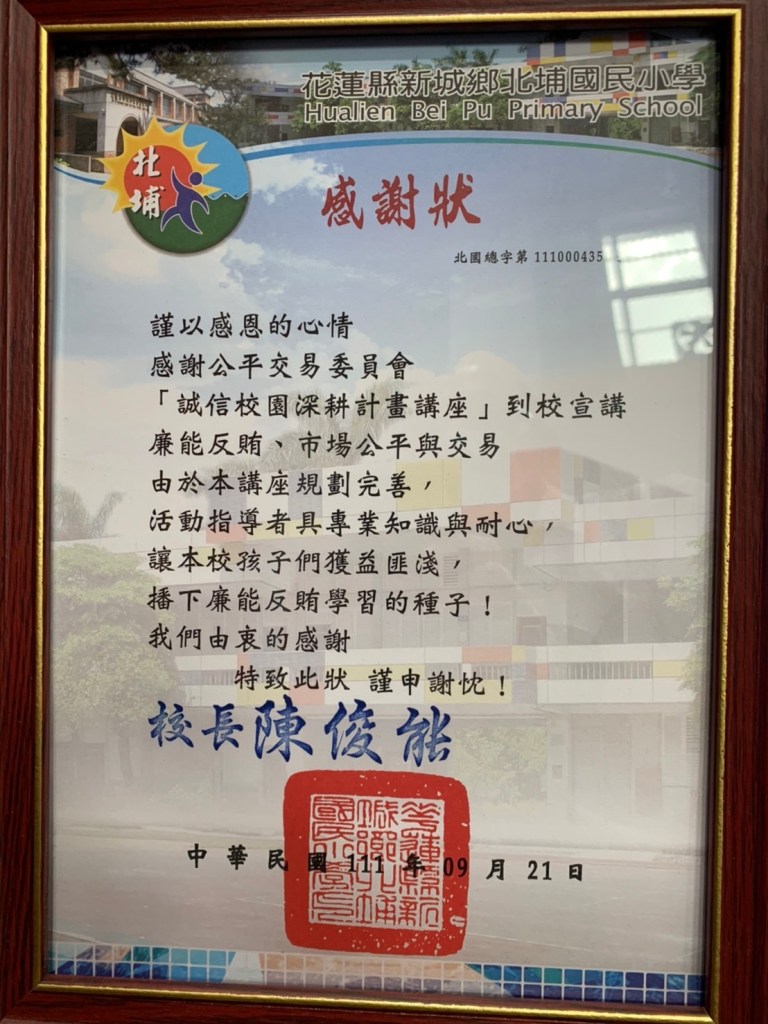 花蓮縣新城鄉北埔國民小學
Hualien Bei Pu Primary School
北埔
感謝狀
北國總字第 111000435
謹以感恩的心情
感謝公平交易委員會
「誠信校園深耕計畫講座」到校宣講
廉能反賄、市場公平與交易
由於本講座規劃完善，
活動指導者具專業知識與耐心，
讓本校孩子們獲益匪淺，
播下廉能反賄學習的種子！
我們由衷的感謝
特致此狀 謹申謝忱！
校長陳俊能
中華民國 111 年 09 月 21 日